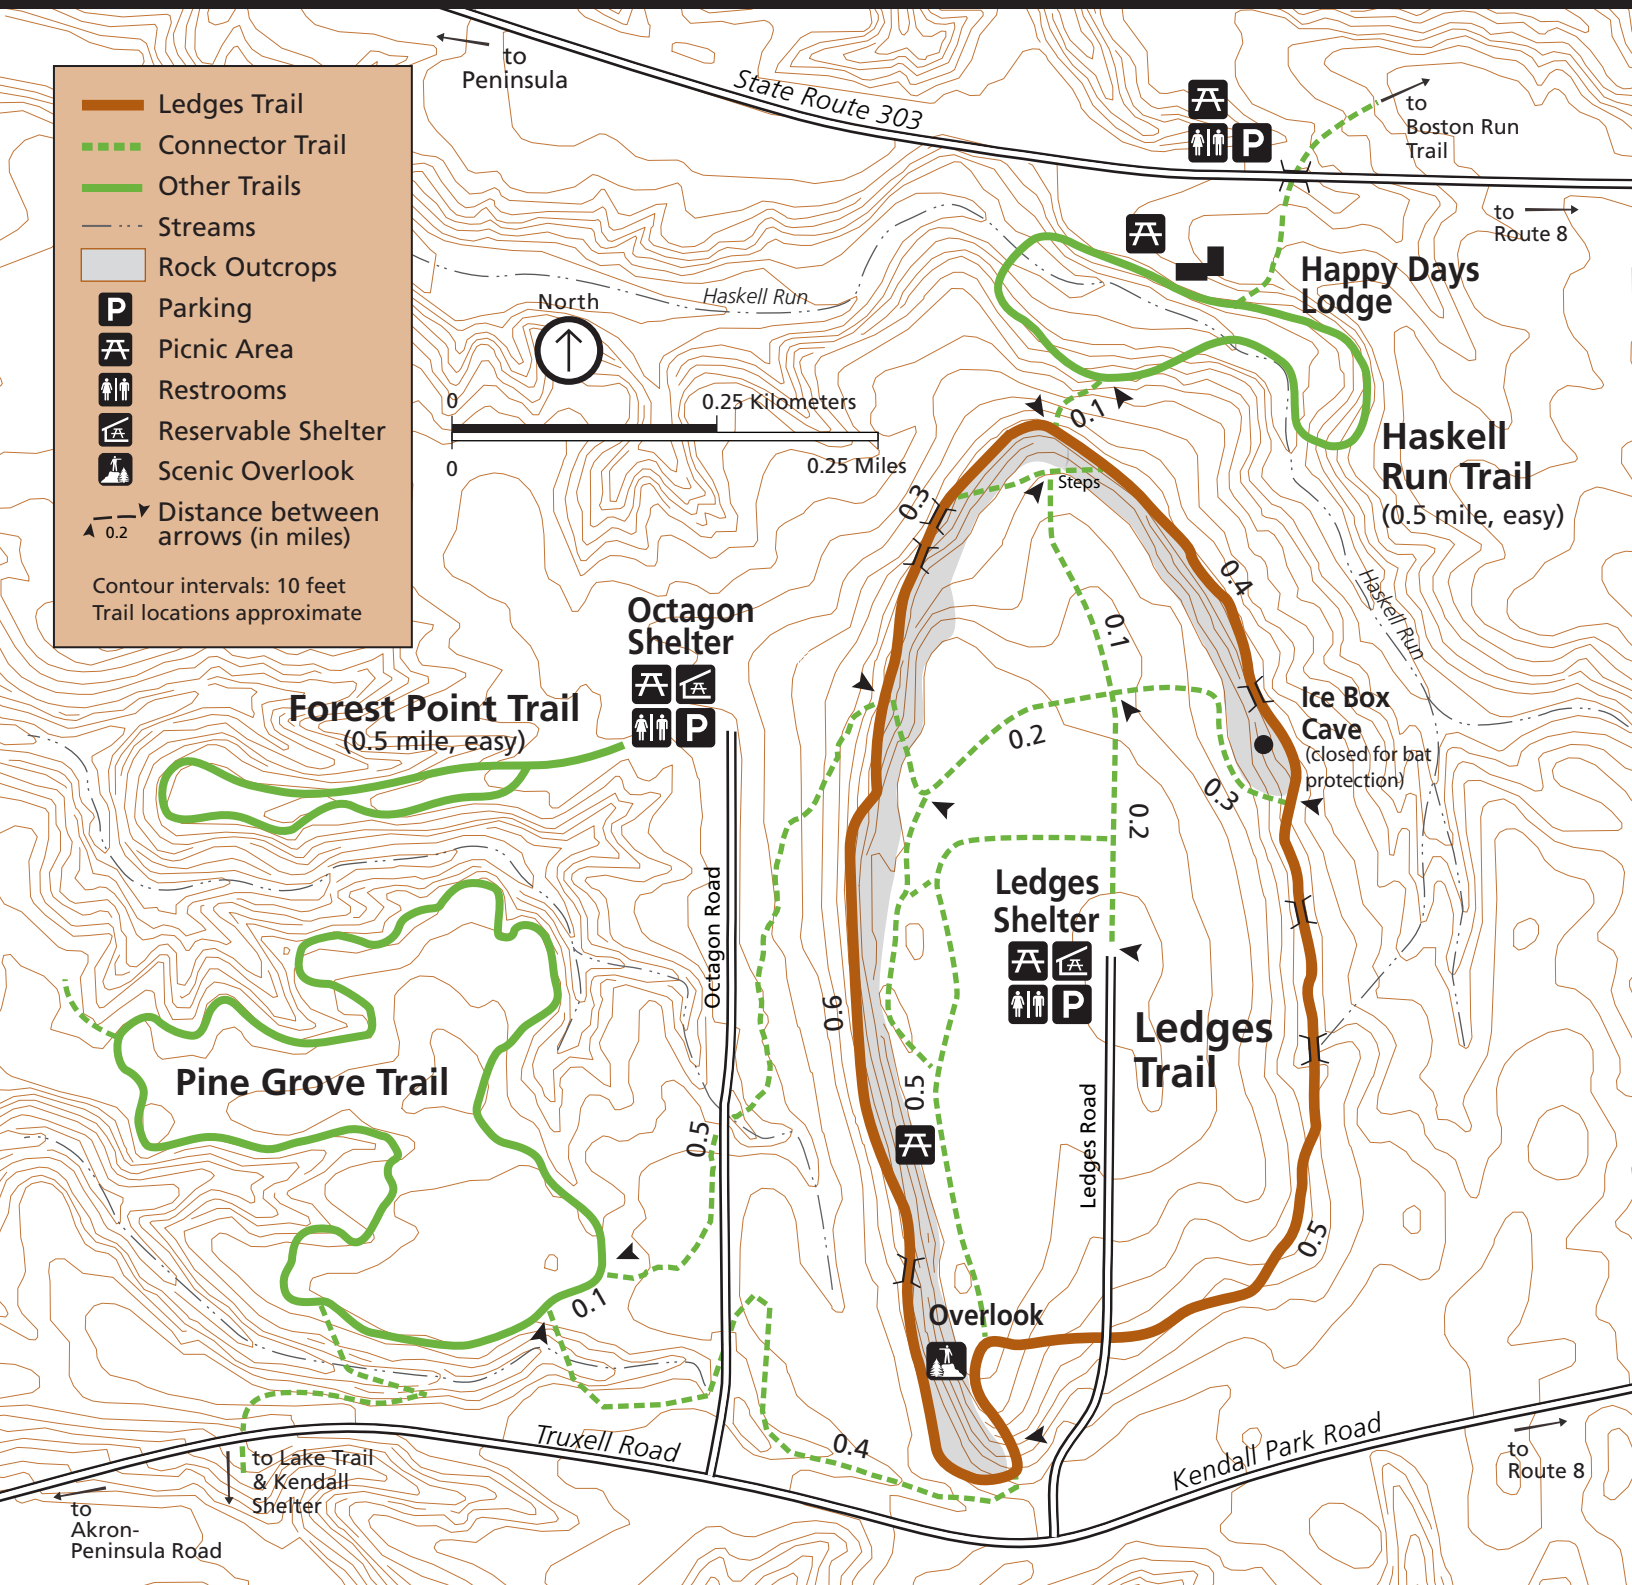 to
Peninsula
State Route 303
to
Boston Run
Trail
to
Route 8
Ledges Trail
Connector Trail
Other Trails
Streams
Rock Outcrops
P Parking
Picnic Area
Restrooms
Reservable Shelter
Scenic Overlook
0.2
Distance between
arrows (in miles)
Contour intervals: 10 feet
Trail locations approximate
P
Happy Days
Lodge
Haskell Run
North
0
0.25 Kilometers
0
0.25 Miles
0.1
Steps
Haskell
Run Trail
(0.5 mile, easy)
0.3
0.4
Haskell Run
Octagon
Shelter
P
0.1
Forest Point Trail
(0.5 mile, easy)
0.2
Ice Box
Cave
(closed for bat
protection)
0.3
0.2
Octagon Road
Ledges
Shelter
P
0.6
Ledges
Trail
Pine Grove Trail
0.5
0.5
Ledges Road
0.5
0.1
Overlook
Truxell Road
0.4
Kendall Park Road
to
Route 8
to Lake Trail
& Kendall
Shelter
to
Akron-
Peninsula Road